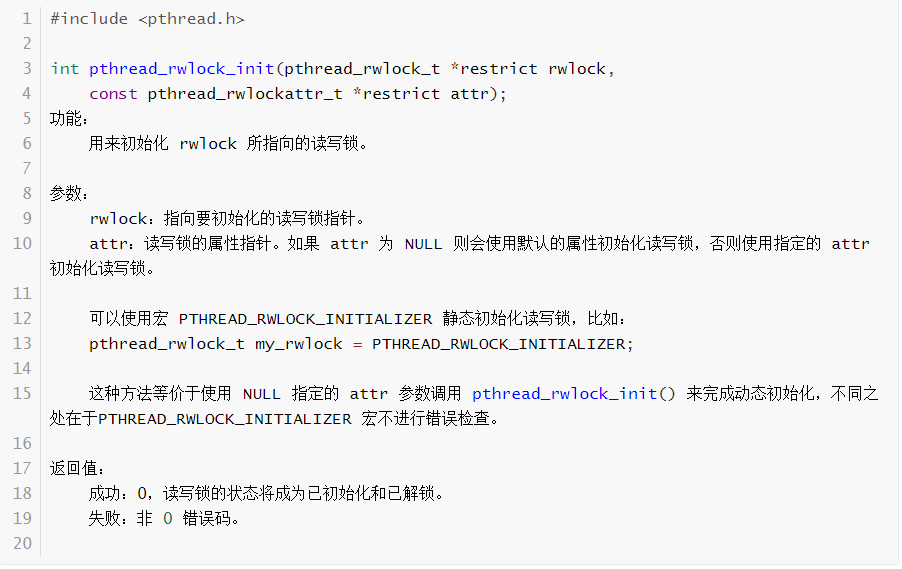 1 #include <pthread.h>
2
3 int pthread_rwlock_init(pthread_rwlock_t *restrict rwlock,
4     const pthread_rwlockattr_t *restrict attr);
5 功能：
6     用来初始化 rwlock 所指向的读写锁。
7
8 参数：
9     rwlock：指向要初始化的读写锁指针。
10     attr：读写锁的属性指针。如果 attr 为 NULL 则会使用默认的属性初始化读写锁，否则使用指定的 attr
初始化读写锁。
11
12     可以使用宏 PTHREAD_RWLOCK_INITIALIZER 静态初始化读写锁，比如：
13     pthread_rwlock_t my_rwlock = PTHREAD_RWLOCK_INITIALIZER;
14
15     这种方法等价于使用 NULL 指定的 attr 参数调用 pthread_rwlock_init() 来完成动态初始化，不同之
处在于PTHREAD_RWLOCK_INITIALIZER 宏不进行错误检查。
16
17 返回值：
18     成功：0，读写锁的状态将成为已初始化和已解锁。
19     失败：非 0 错误码。
20